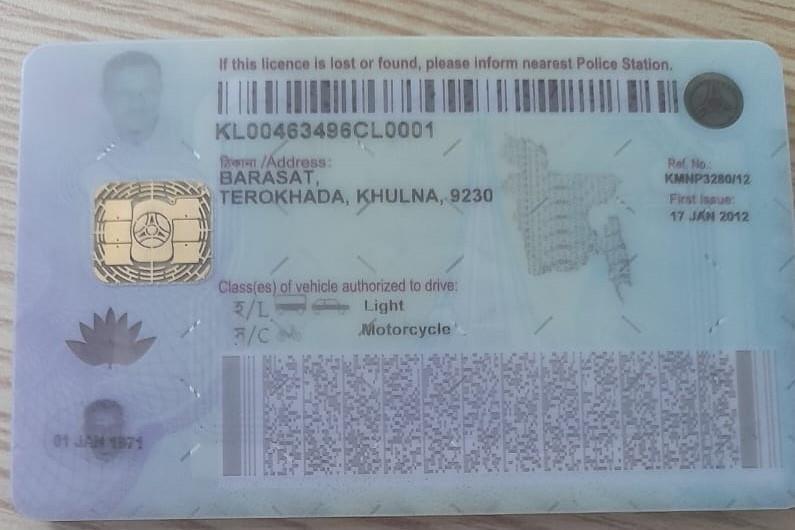 If this licence is lost or found, please inform nearest Police Station.
KL00463496CL0001
ঠিকানা /Address:
BARASAT,
TEROKHADA, KHULNA, 9230
Ref. No.:
KMNP3280/12
First Issue:
17 JAN 2012
Class(es) of vehicle authorized to drive:
হ/L Light
ম/C Motorcycle
01 JAN 1971